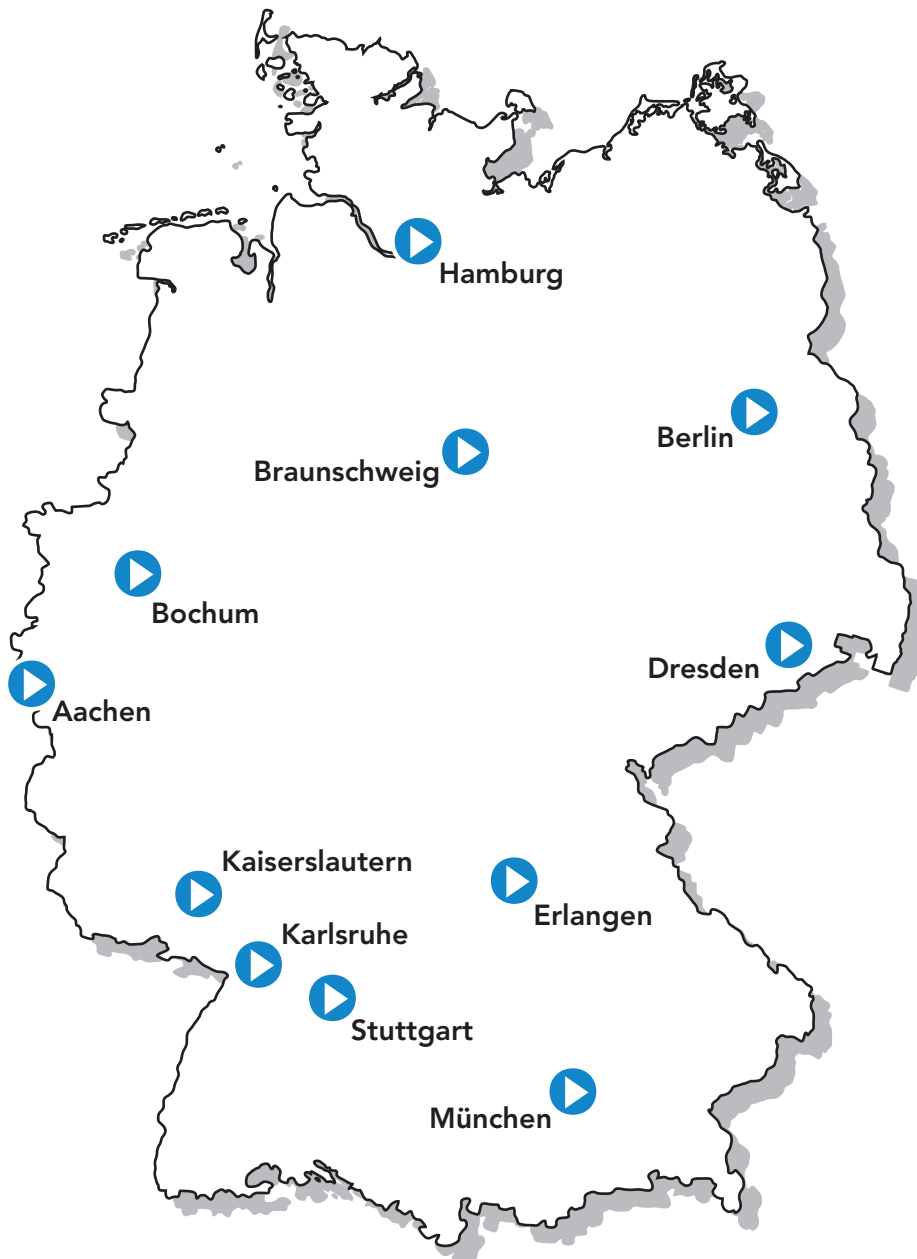 Hamburg
Berlin
Braunschweig
Bochum
Dresden
Aachen
Kaiserslautern
Erlangen
Karlsruhe
Stuttgart
München